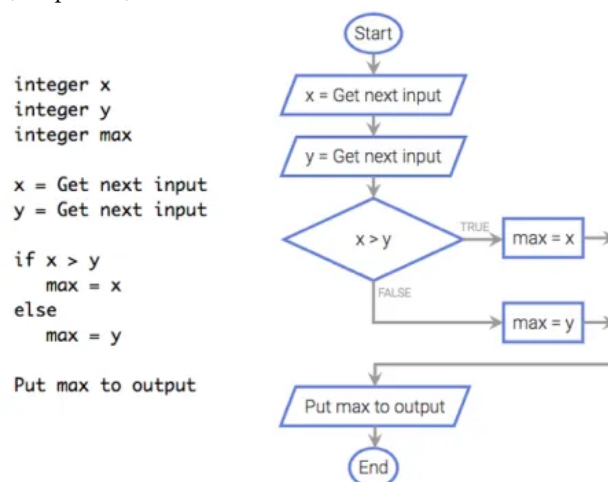 integer x
integer y
integer max
x = Get next input
y = Get next input
if x > y
max = x
else
max = y
Put max to output
Start
x = Get next input
y = Get next input
x > y
TRUE
max = x
FALSE
max = y
Put max to output
End